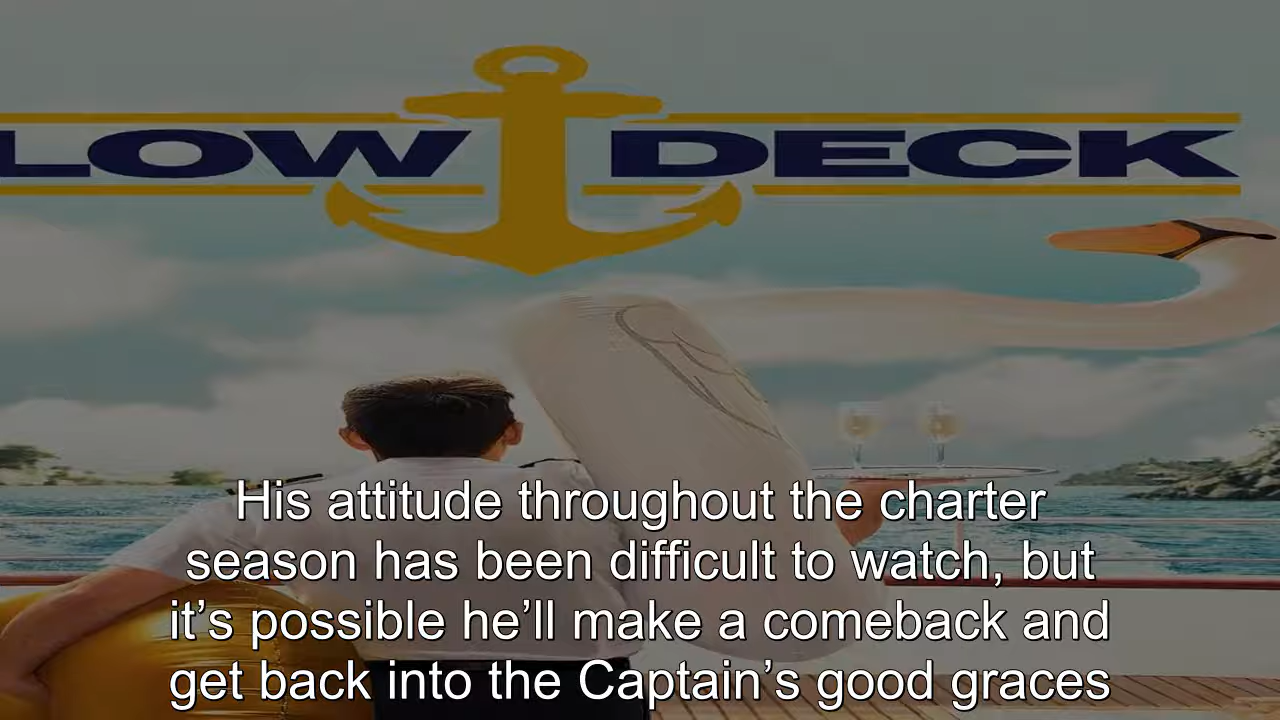 LOW DECK
His attitude throughout the charter
season has been difficult to watch, but
it’s possible he’ll make a comeback and
get back into the Captain’s good graces